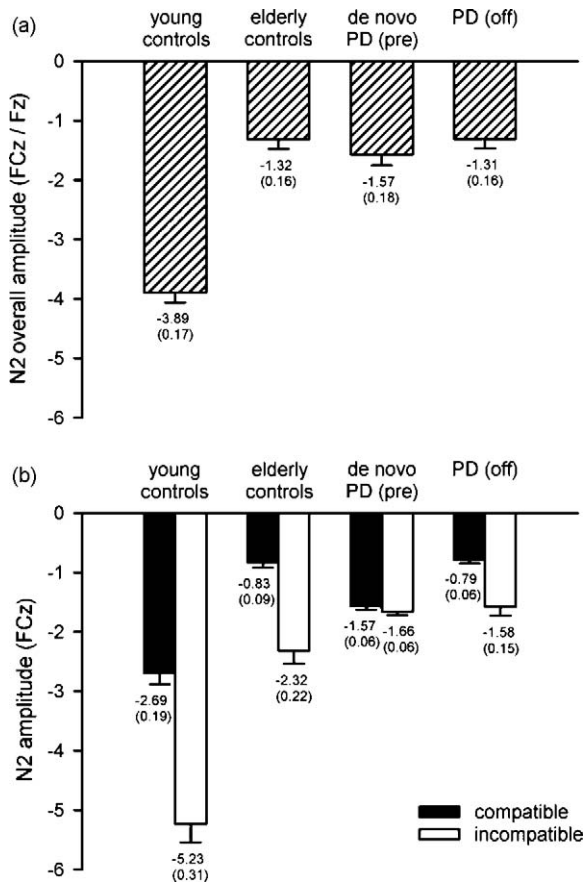 (a)
young controls
elderly controls
de novo PD (pre)
PD (off)
N2 overall amplitude (FCz / Fz)
0
-1
-2
-3
-4
-5
-6
-3.89
(0.17)
-1.32
(0.16)
-1.57
(0.18)
-1.31
(0.16)
(b)
young controls
elderly controls
de novo PD (pre)
PD (off)
N2 amplitude (FCz)
0
-1
-2
-3
-4
-5
-6
-2.69
(0.19)
-5.23
(0.31)
-0.83
(0.09)
-2.32
(0.22)
-1.57
(0.06)
-1.66
(0.06)
-0.79
(0.06)
-1.58
(0.15)
compatible
incompatible